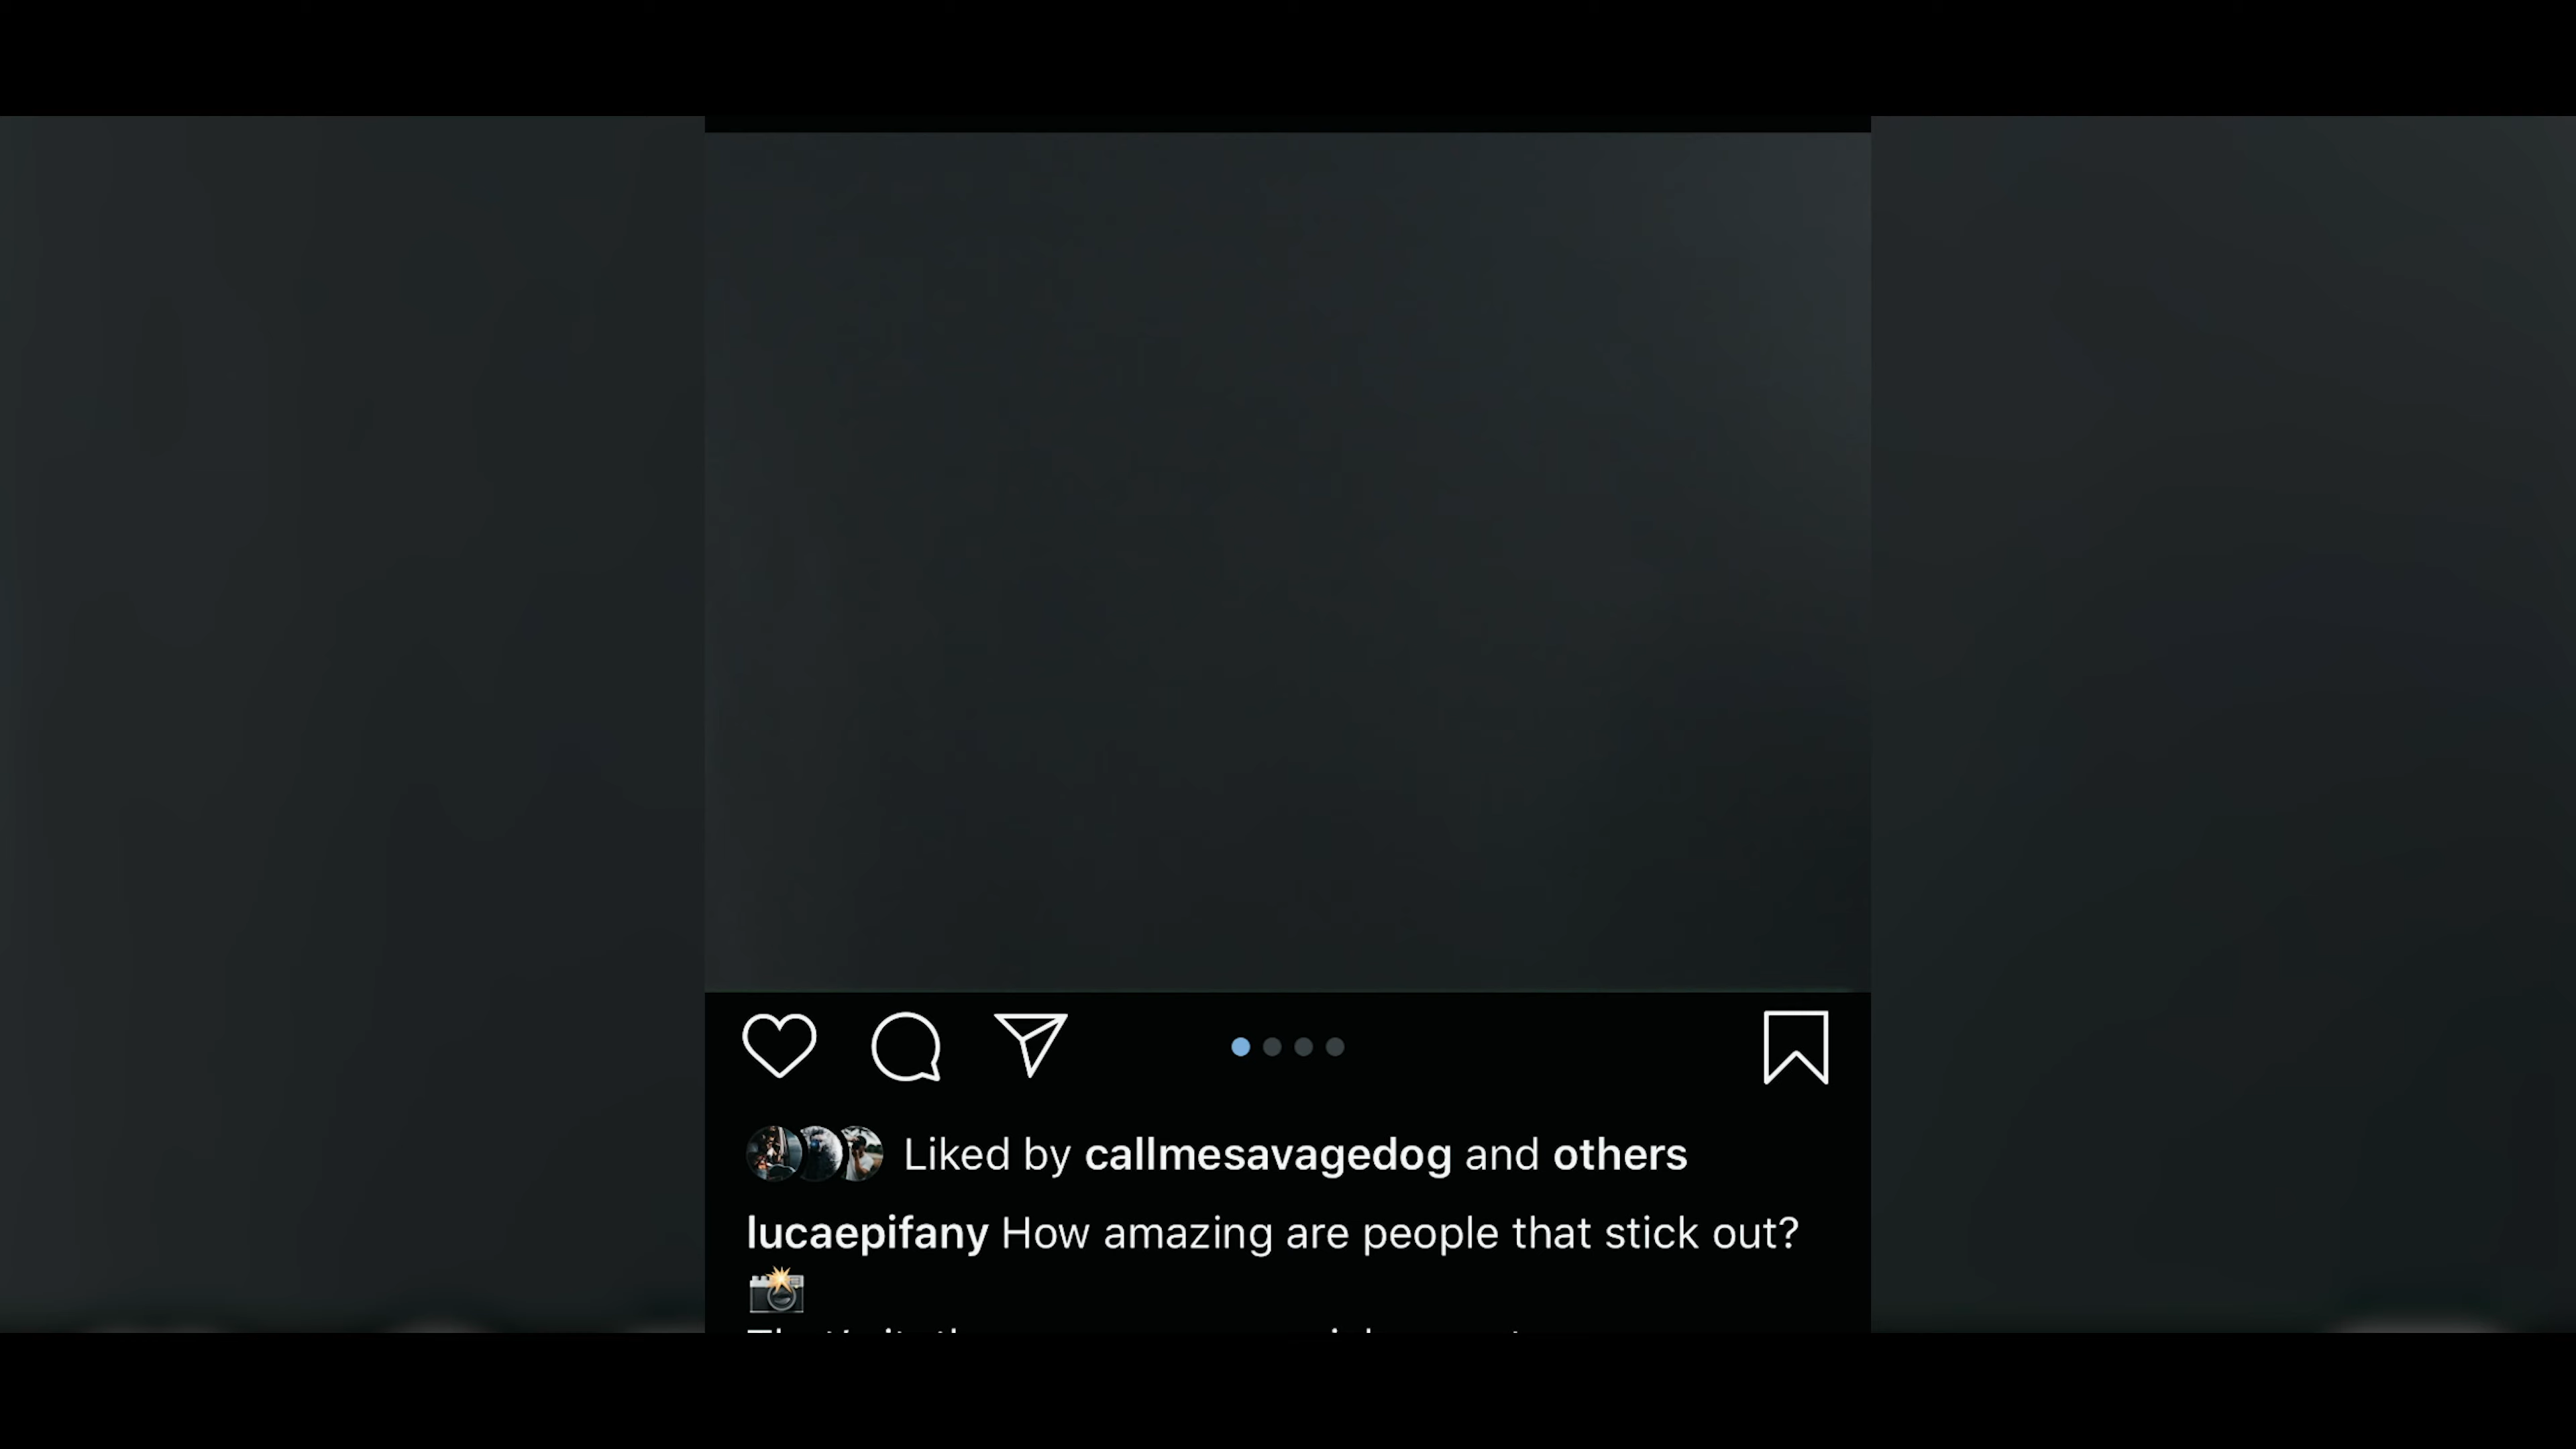 Liked by callmesavagedog and others
lucaepifany How amazing are people that stick out?
📸